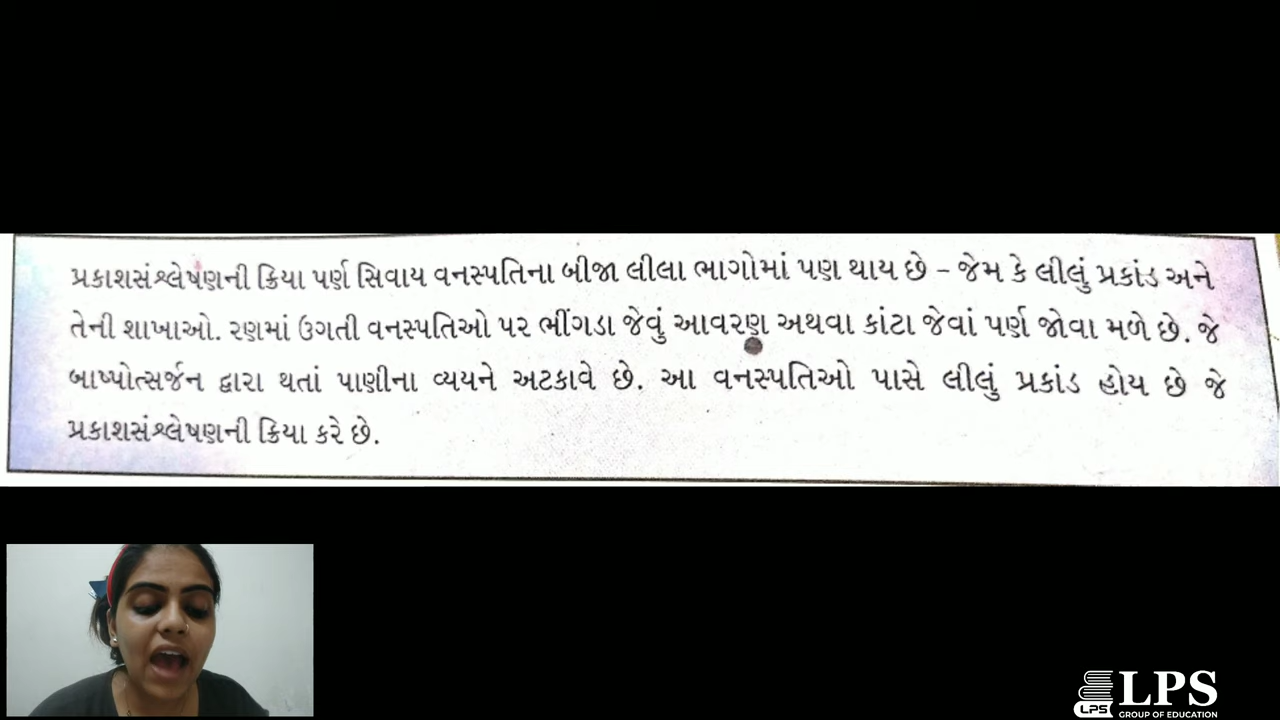 પ્રકાશસંશ્લેષણની ક્રિયા પર્ણ સિવાય વનસ્પતિના બીજા લીલા ભાગોમાં પણ થાય છે – જેમ કે લીલું પ્રકાંડ અને
તેની શાખાઓ. રણમાં ઉગતી વનસ્પતિઓ પર ભીંગડા જેવું આવરણ અથવા કાંટા જેવાં પર્ણ જોવા મળે છે. જે
બાષ્પોત્સર્જન દ્વારા થતાં પાણીના વ્યયને અટકાવે છે. આ વનસ્પતિઓ પાસે લીલું પ્રકાંડ હોય છે જે
પ્રકાશસંશ્લેષણની ક્રિયા કરે છે.
LPS
LPS
GROUP OF EDUCATION